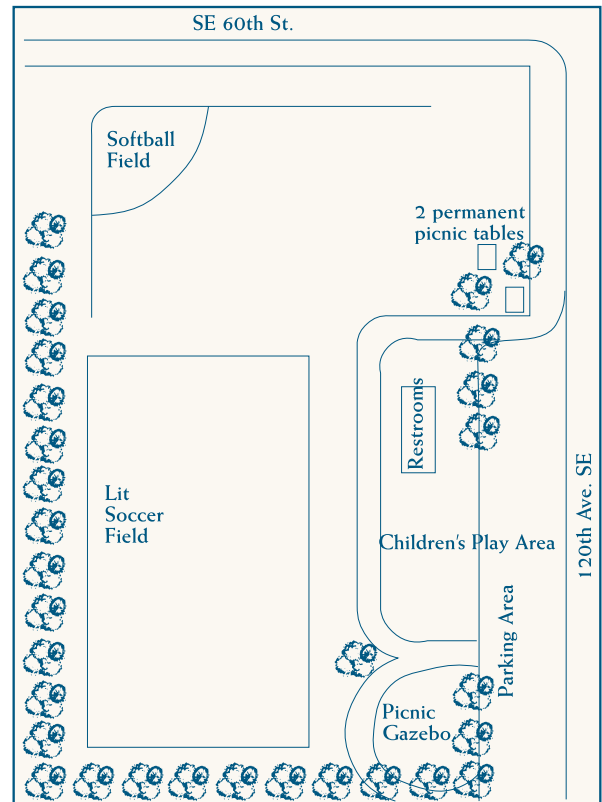 SE 60th St.
Softball
Field
2 permanent
picnic tables
Restrooms
Lit
Soccer
Field
Children's Play Area
120th Ave. SE
Parking Area
Picnic
Gazebo